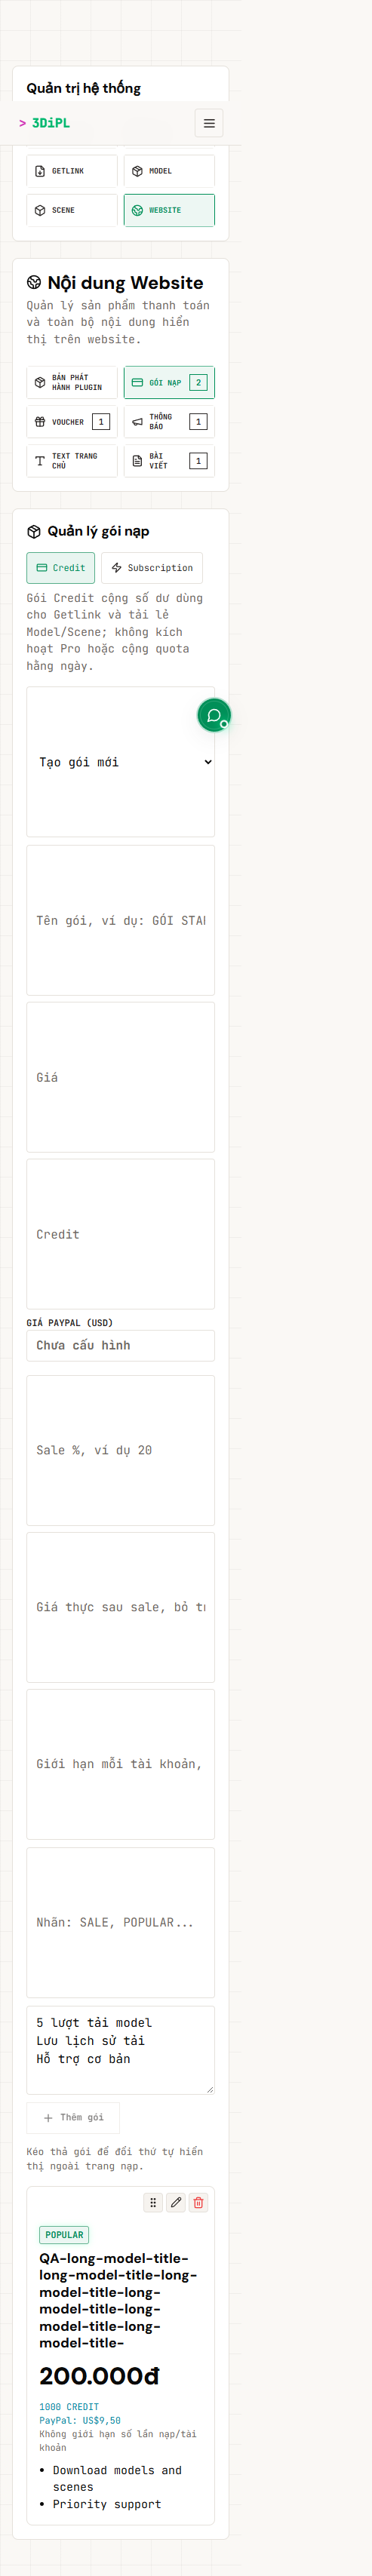 Quản trị hệ thống
> 3DiPL
GETLINK
MODEL
SCENE
WEBSITE
Nội dung Website
Quản lý sản phẩm thanh toán
và toàn bộ nội dung hiển
thị trên website.
BẢN PHÁT
HÀNH PLUGIN
GÓI NẠP 2
VOUCHER 1
THÔNG
BÁO 1
TEXT TRANG
CHỦ
BÀI
VIẾT 1
Quản lý gói nạp
Credit
Subscription
Gói Credit cộng số dư dùng
cho Getlink và tải lẻ
Model/Scene; không kích
hoạt Pro hoặc cộng quota
hằng ngày.
Tạo gói mới
Tên gói, ví dụ: GÓI STAR
Giá
Credit
GIÁ PAYPAL (USD)
Chưa cấu hình
Sale %, ví dụ 20
Giá thực sau sale, bỏ tr
Giới hạn mỗi tài khoản,
Nhãn: SALE, POPULAR...
5 lượt tải model
Lưu lịch sử tải
Hỗ trợ cơ bản
+ Thêm gói
Kéo thả gói để đổi thứ tự hiển
thị ngoài trang nạp.
POPULAR
QA-long-model-title-
long-model-title-long-
model-title-long-
model-title-long-
model-title-long-
model-title-
200.000đ
1000 CREDIT
PayPal: US$9,50
Không giới hạn số lần nạp/tài
khoản
• Download models and
scenes
• Priority support